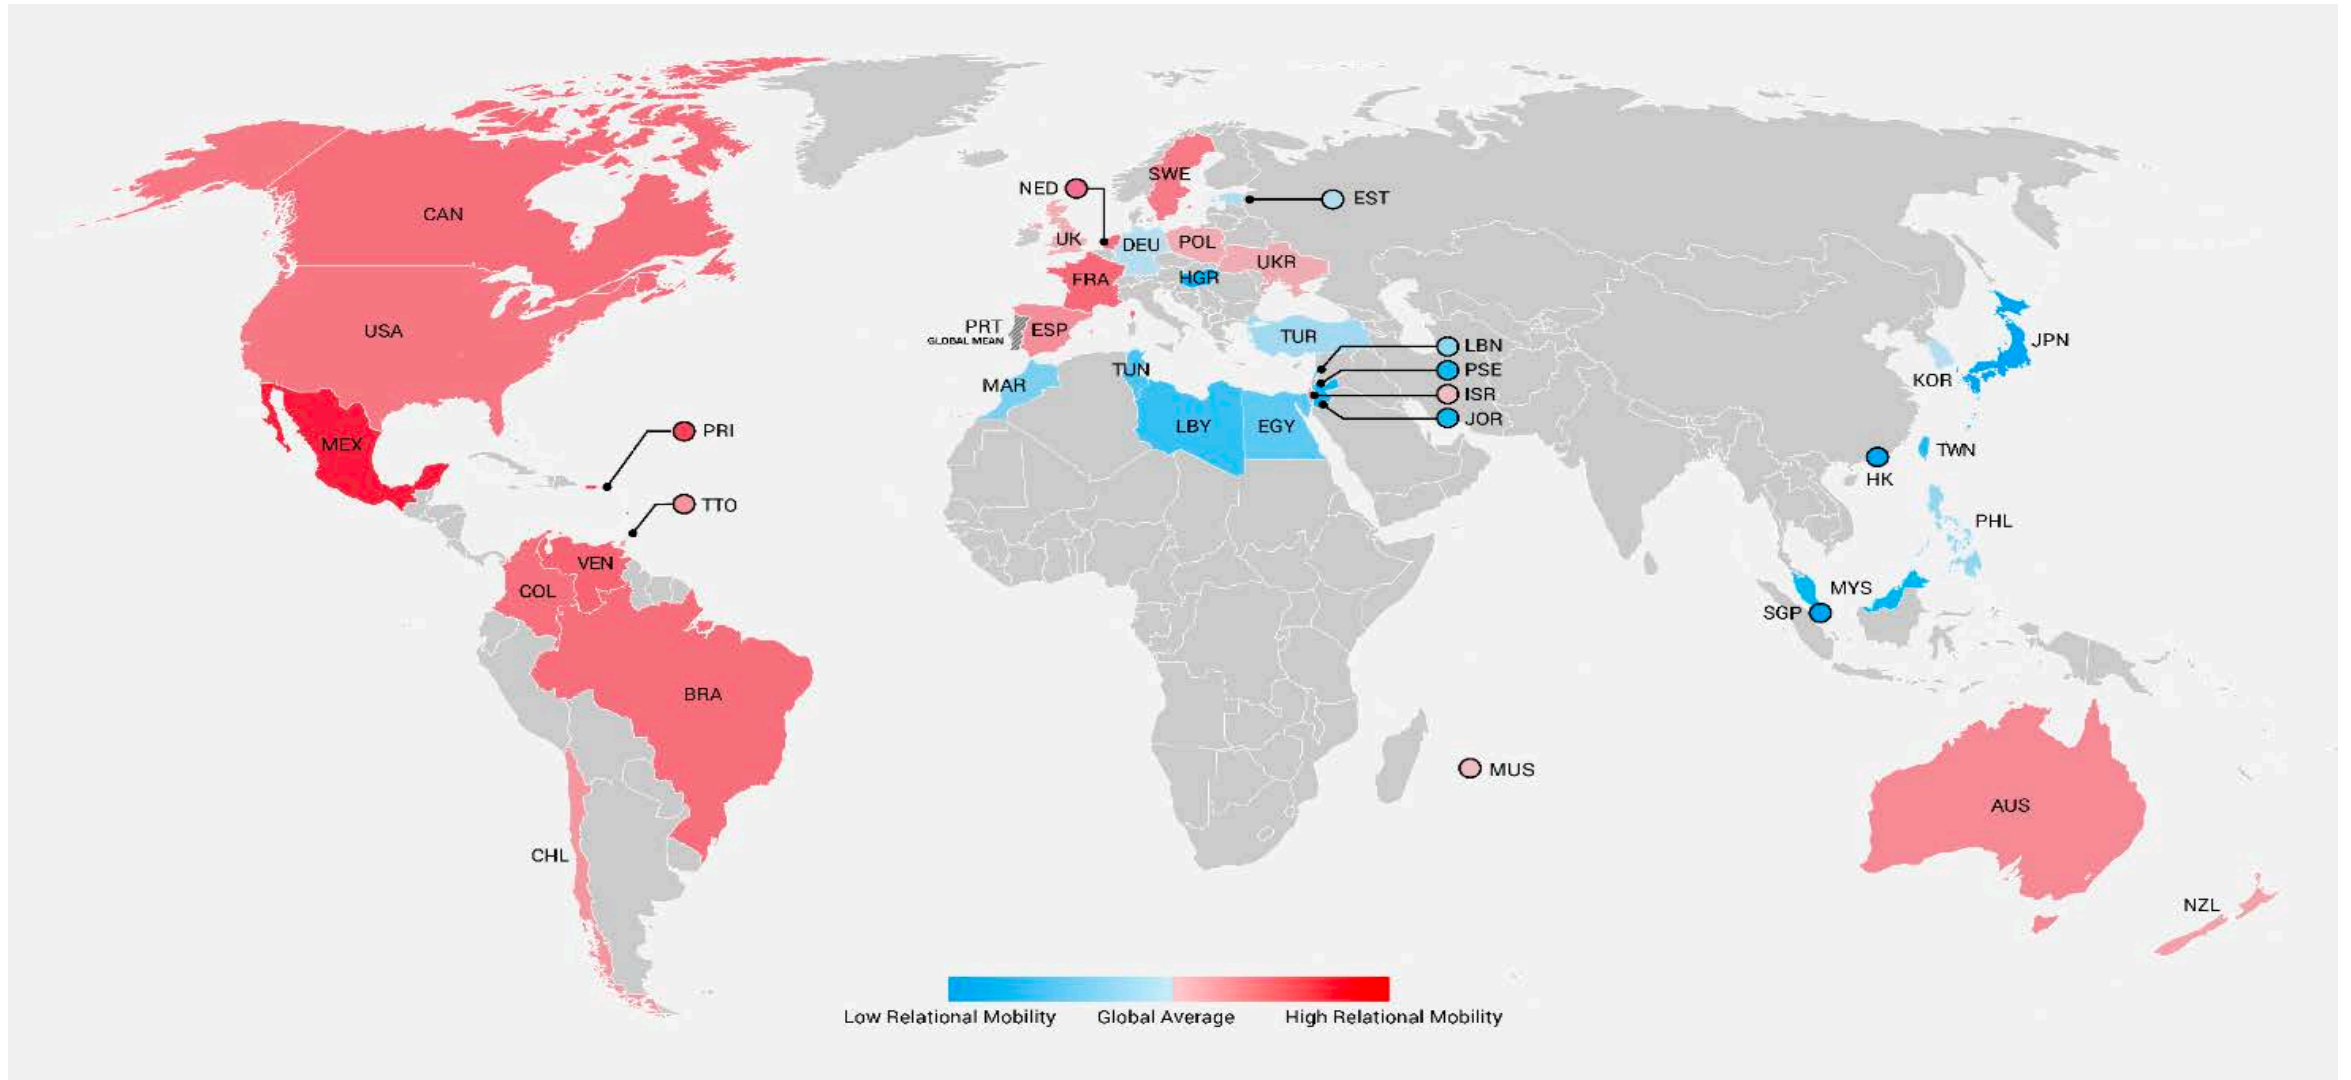 CAN
USA
MEX
PRI
TTO
VEN
COL
BRA
CHL
NED
SWE
EST
UK
DEU
POL
UKR
FRA
HGR
PRT
GLOBAL MEAN
ESP
TUR
MAR
TUN
LBY
EGY
LBN
PSE
ISR
JOR
JPN
KOR
TWN
HK
PHL
MYS
SGP
MUS
AUS
NZL
Low Relational Mobility
Global Average
High Relational Mobility